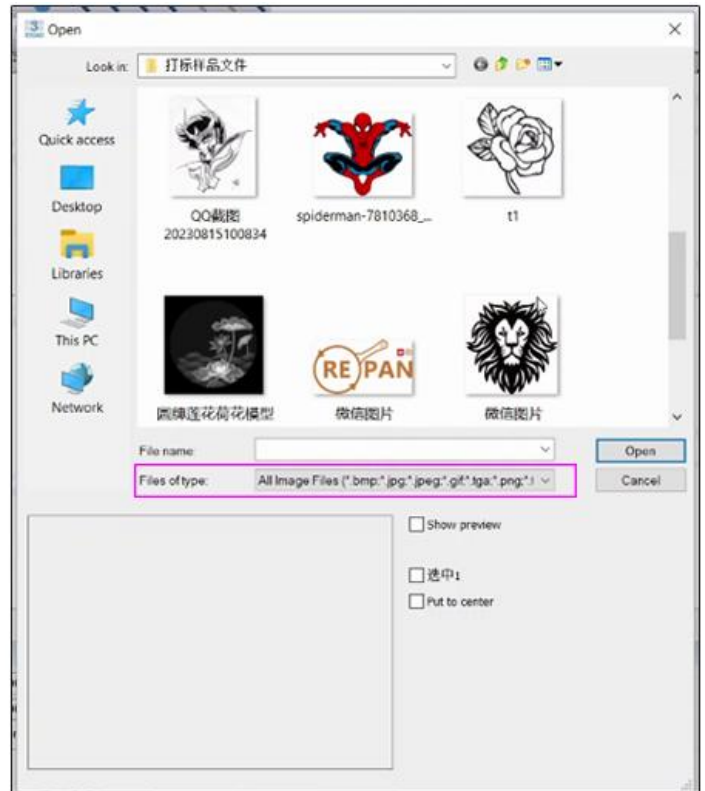 Open
Look in:
打标样品文件
Quick access
Desktop
Libraries
This PC
Network
QQ截图
20230815100834
spiderman-7810368_...
t1
RE PAN
圆绅莲花荷花模型
微信图片
微信图片
File name
Open
Files of type:
All Image Files (*.bmp;*.jpg;*.jpeg;*.gif;*.tga;*.png;*.t
Cancel
Show preview
选中1
Put to center